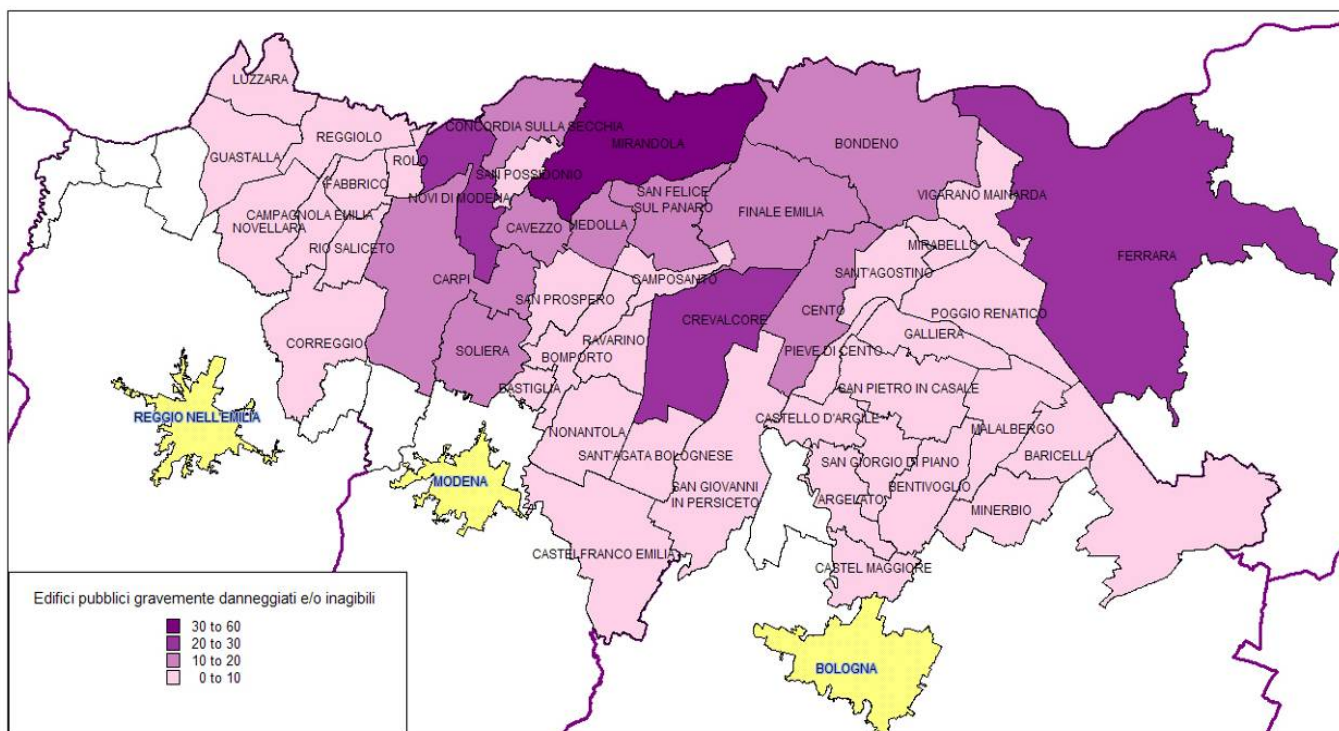 LUZZARA
REGGIOLO
CONCORDIA SULLA SECCHIA
MIRANDOLA
BONDENO
GUASTALLA
ROLO
FABBRICO
SAN POSSIDONIO
NOVI DI MODENA
SAN FELICE
SUL PANARO
FINALE EMILIA
VIGARANO MAINARDA
CAMPAGNOLA EMILIA
NOVELLARA
RIO SALICETO
CAVEZZO
MEDOLLA
MIRABELLO
FERRARA
SANT'AGOSTINO
CARPI
CAMPOSANTO
SAN PROSPERO
CREVALCORE
CENTO
POGGIO RENATICO
GALLIERA
CORREGGIO
SOLIERA
RAVARINO
BOMPORTO
PIEVE DI CENTO
BASTIGLIA
SAN PIETRO IN CASALE
REGGIO NELL'EMILIA
CASTELLO D'ARGILE
MALALBERGO
NONANTOLA
SANT'AGATA BOLOGNESE
SAN GIORGIO DI PIANO
BARICELLA
MODENA
SAN GIOVANNI
IN PERSICETO
BENTIVOGLIO
ARGELATO
MINERBIO
CASTELFRANCO EMILIA
CASTEL MAGGIORE
BOLOGNA
Edifici pubblici gravemente danneggiati e/o inagibili
30 to 60
20 to 30
10 to 20
0 to 10